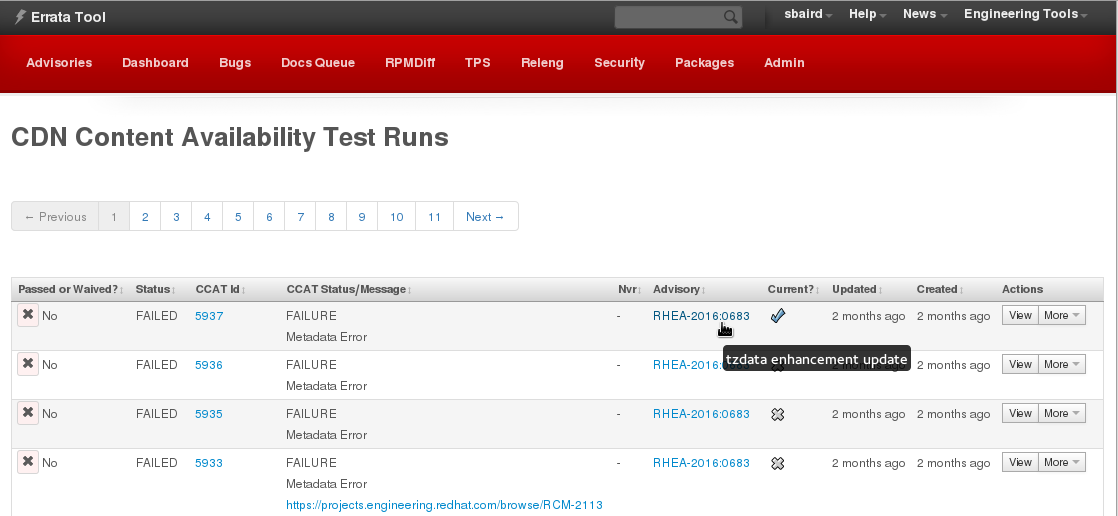 Errata Tool sbaird Help News Engineering Tools
Advisories Dashboard Bugs Docs Queue RPMDiff TPS Releng Security Packages Admin
CDN Content Availability Test Runs
← Previous 1 2 3 4 5 6 7 8 9 10 11 Next →
Passed or Waived? Status CCAT Id CCAT Status/Message Nvr Advisory Current? Updated Created Actions
No FAILED 5937 FAILURE - RHEA-2016:0683 2 months ago 2 months ago View More
Metadata Error
tzdata enhancement update
No FAILED 5936 FAILURE - RHEA-2016:0683 2 months ago 2 months ago View More
Metadata Error
No FAILED 5935 FAILURE - RHEA-2016:0683 2 months ago 2 months ago View More
Metadata Error
No FAILED 5933 FAILURE - RHEA-2016:0683 2 months ago 2 months ago View More
Metadata Error
https://projects.engineering.redhat.com/browse/RCM-2113